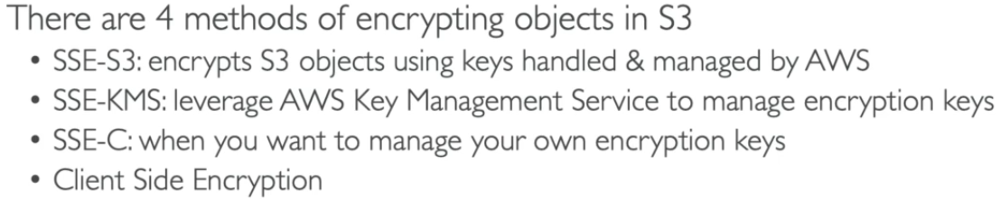 There are 4 methods of encrypting objects in S3
• SSE-S3: encrypts S3 objects using keys handled & managed by AWS
• SSE-KMS: leverage AWS Key Management Service to manage encryption keys
• SSE-C: when you want to manage your own encryption keys
• Client Side Encryption